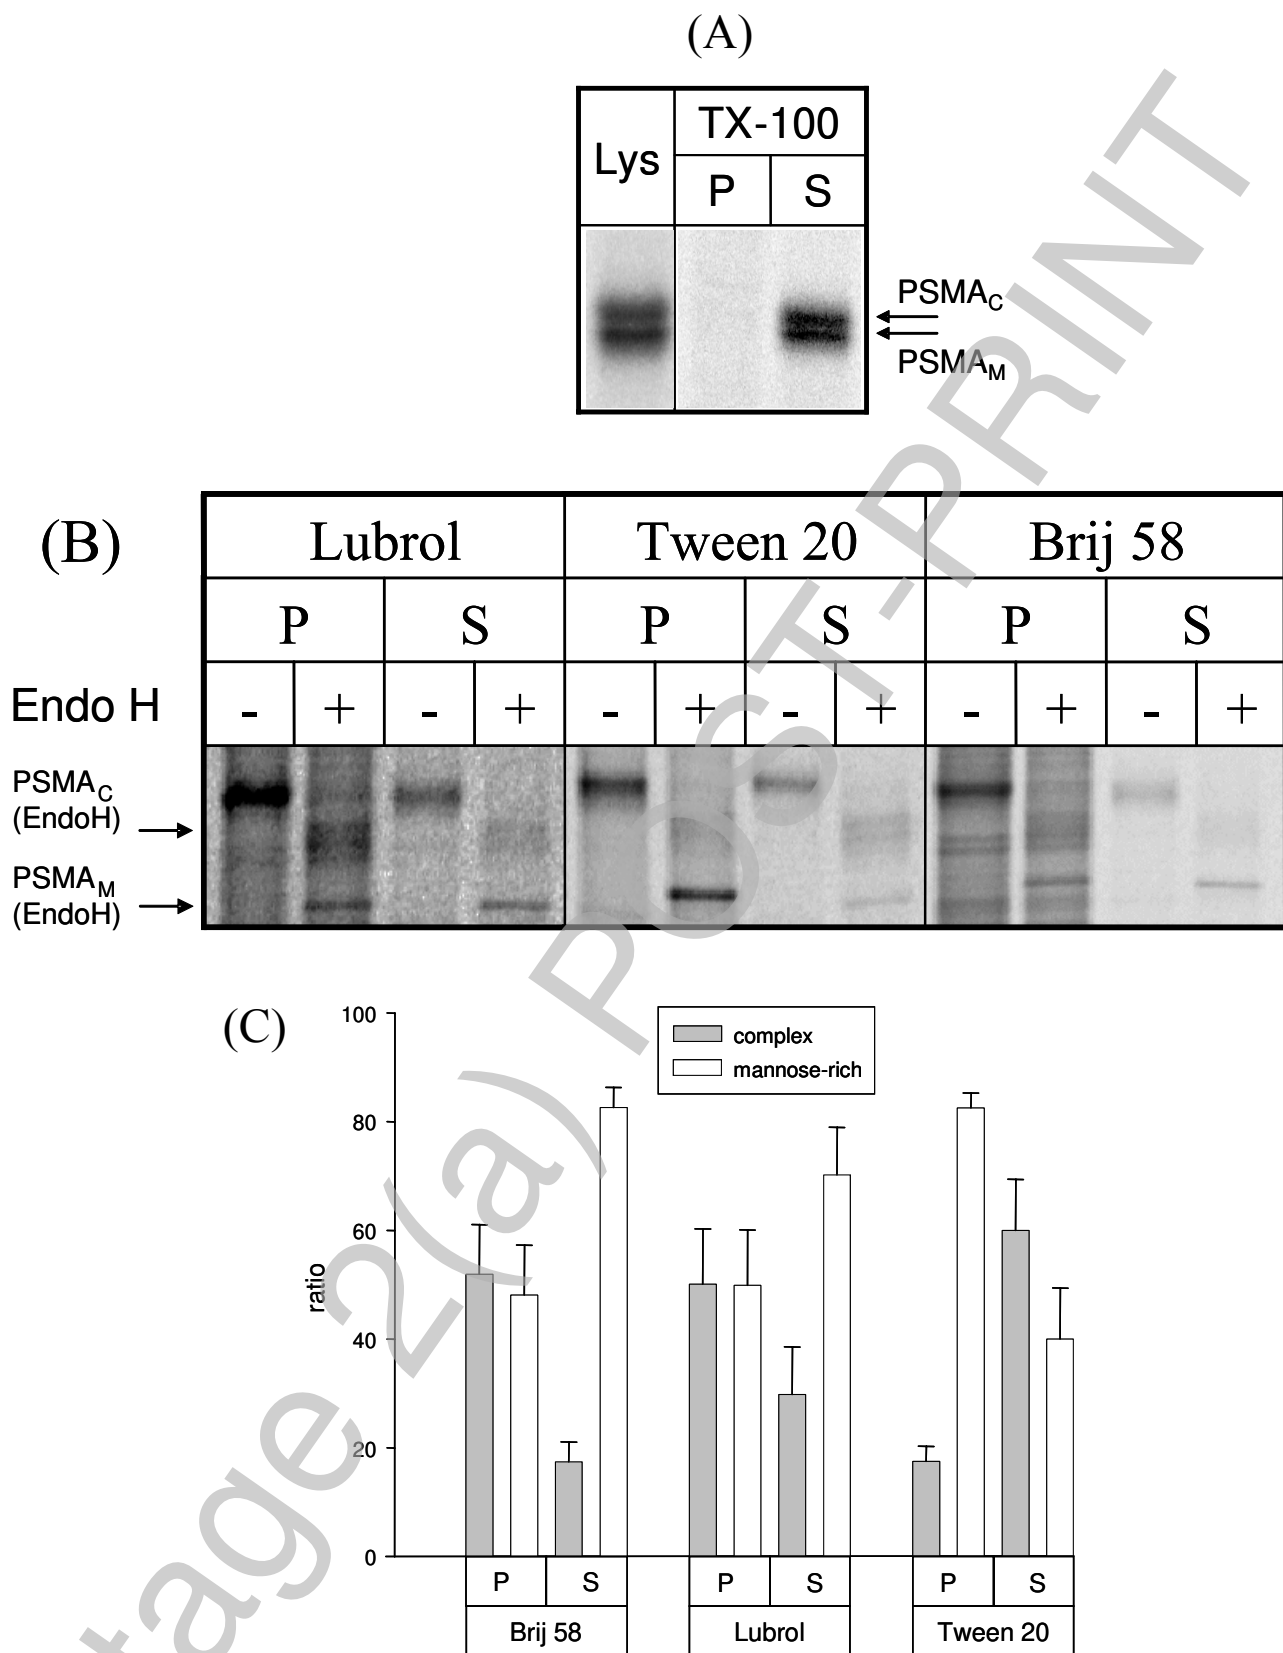 (A)
Lys
TX-100
P S
PSMAC
PSMAM
(B)
Lubrol Tween 20 Brij 58
P S P S P S
Endo H - + - + - + - + - + - +
PSMAC
(EndoH)
PSMAM
(EndoH)
(C)
100
80
60
40
20
0
ratio
complex
mannose-rich
P S P S P S
Brij 58 Lubrol Tween 20
tage 2(a) POST-PRINT